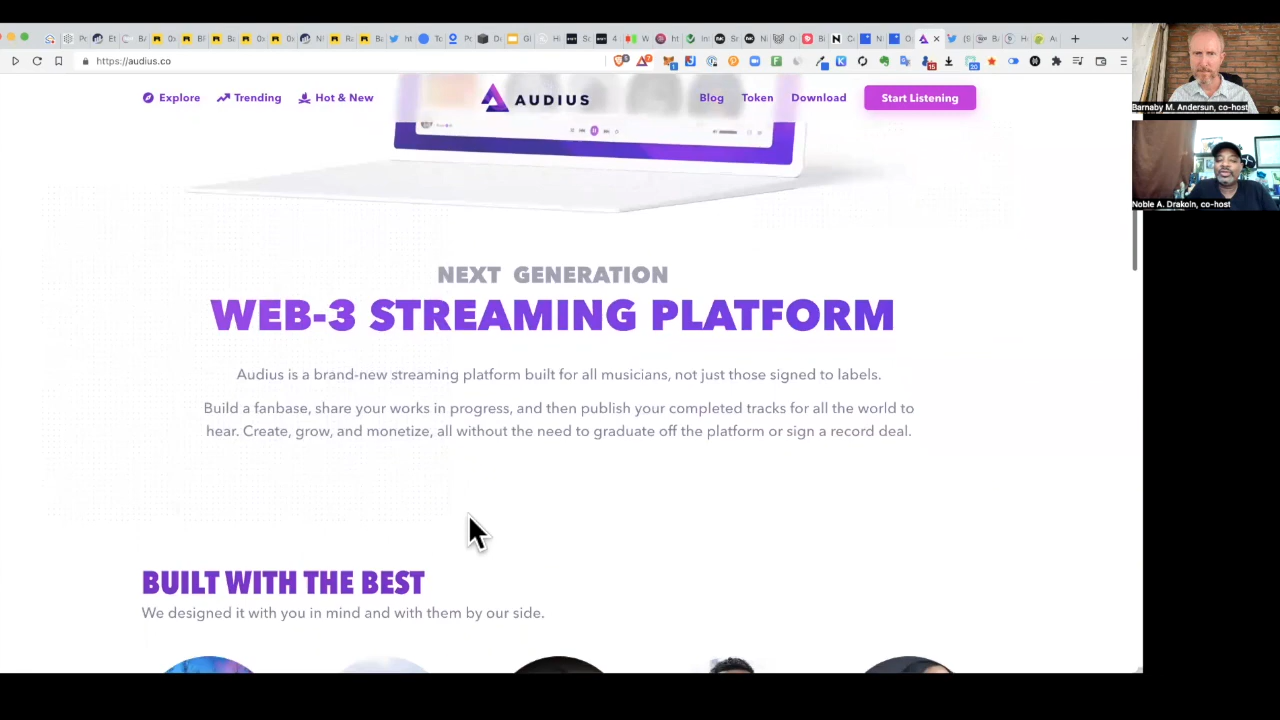 https://audius.co
Explore
Trending
Hot & New
AUDIUS
Blog
Token
Download
Start Listening
NEXT GENERATION
WEB-3 STREAMING PLATFORM
Audius is a brand-new streaming platform built for all musicians, not just those signed to labels.
Build a fanbase, share your works in progress, and then publish your completed tracks for all the world to
hear. Create, grow, and monetize, all without the need to graduate off the platform or sign a record deal.
BUILT WITH THE BEST
We designed it with you in mind and with them by our side.
Barnaby M. Andersun, co-host
Noble A. Drakoln, co-host